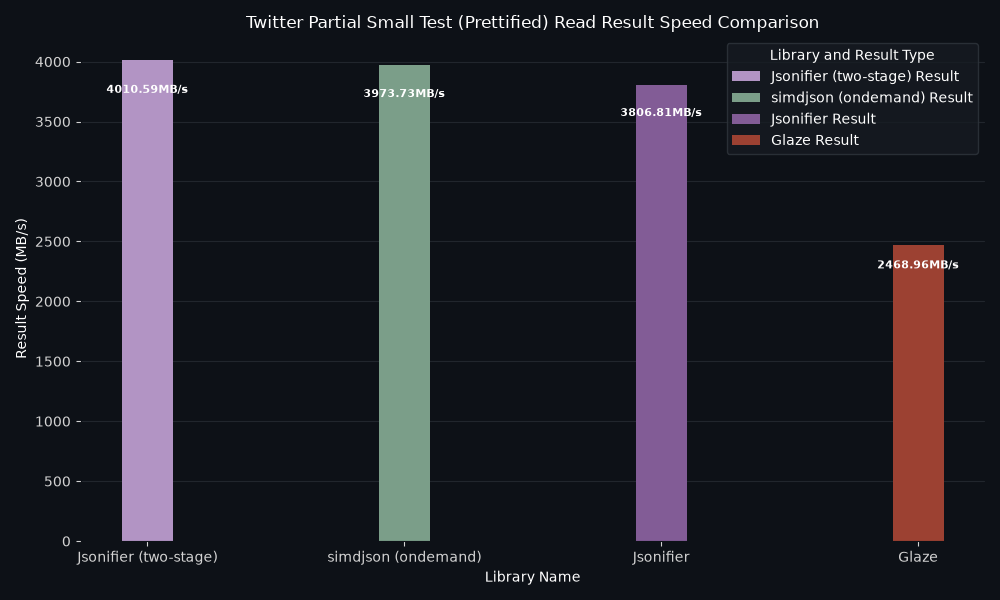 Twitter Partial Small Test (Prettified) Read Result Speed Comparison
Library and Result Type
Jsonifier (two-stage) Result
simdjson (ondemand) Result
Jsonifier Result
Glaze Result
4010.59MB/s
3973.73MB/s
3806.81MB/s
2468.96MB/s
Result Speed (MB/s)
4000
3500
3000
2500
2000
1500
1000
500
0
Jsonifier (two-stage)
simdjson (ondemand)
Jsonifier
Glaze
Library Name